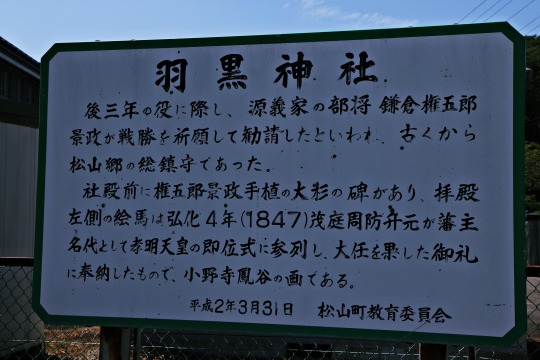 羽黒神社
後三年の役に際し、源義家の部将 鎌倉権五郎
景政が戦勝を祈願して勧請したといわれ、古くから
松山郷の総鎮守であった。
社殿前に権五郎景政手植の大杉の碑があり、拝殿
左側の絵馬は弘化4年(1847)茂庭周防升元が藩主
名代として孝明天皇の即位式に参列し、大任を果した御礼
に奉納したもので、小野寺鳳谷の画である。
平成2年3月31日 松山町教育委員会